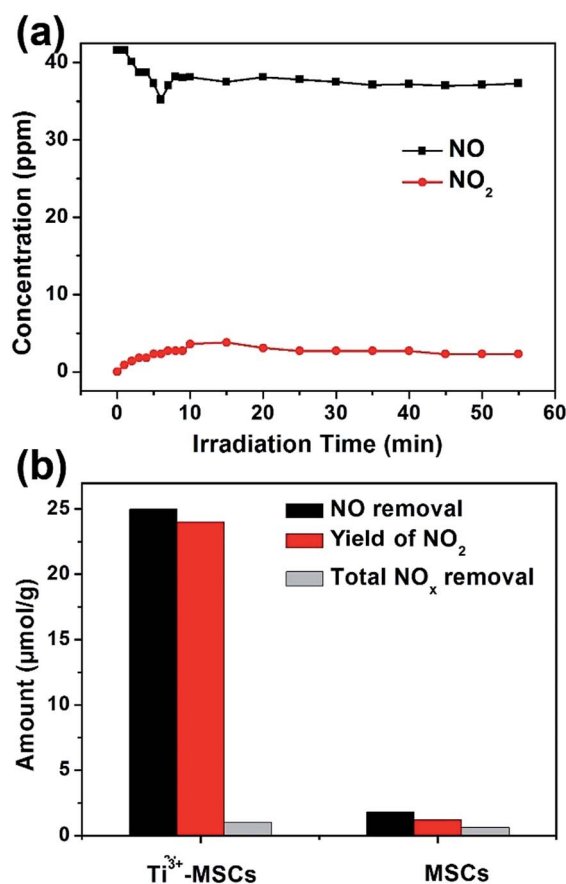 (a)
40
30
20
10
0
Concentration (ppm)
NO
NO₂
0 10 20 30 40 50 60
Irradiation Time (min)
(b)
25
20
15
10
5
0
Amount (μmol/g)
NO removal
Yield of NO₂
Total NOₓ removal
Ti³⁺-MSCs MSCs